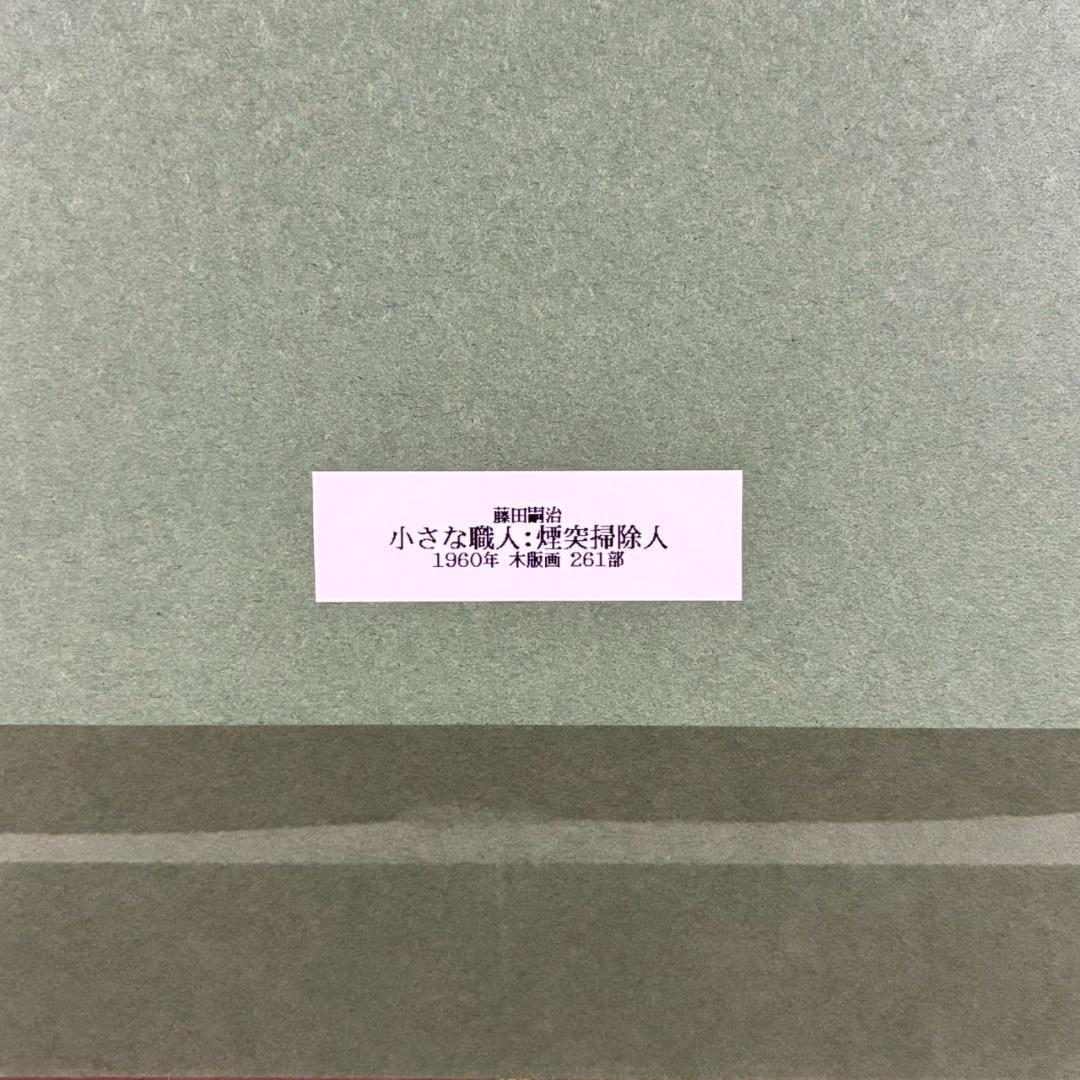 藤田嗣治
小さな職人:煙突掃除人
1960年 木版画 261部